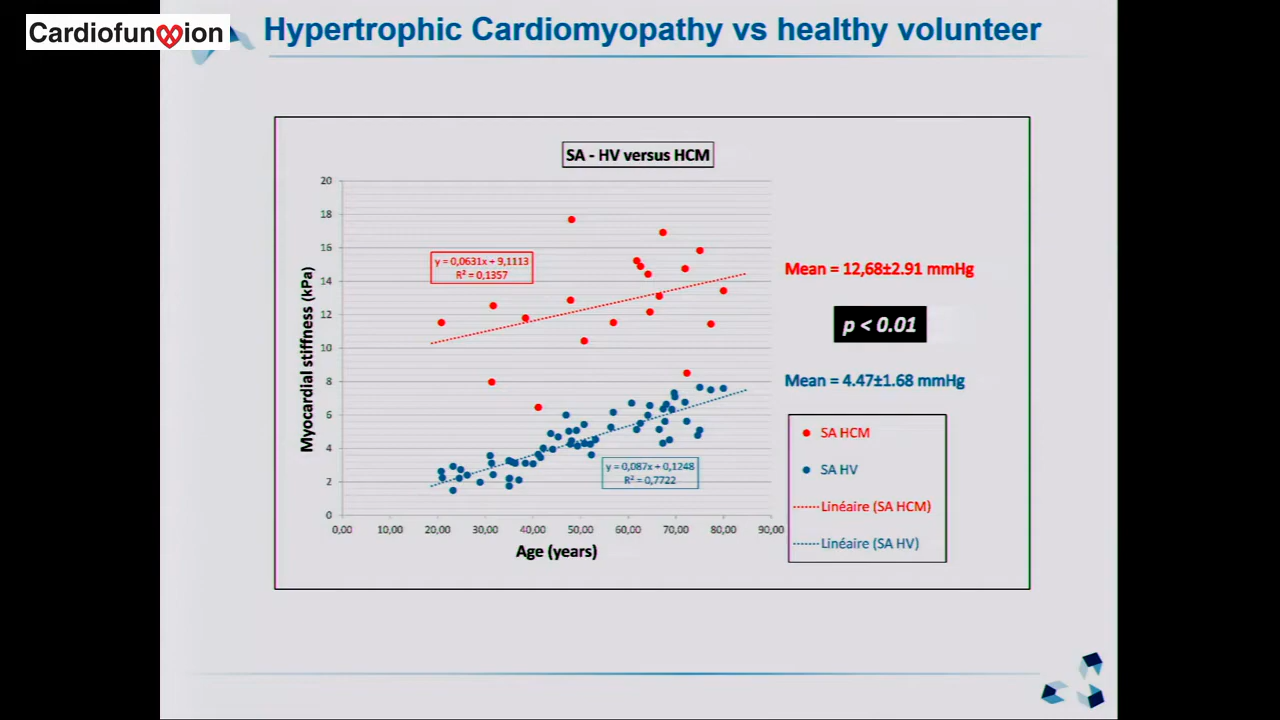 Cardiofun ion
Hypertrophic Cardiomyopathy vs healthy volunteer
SA - HV versus HCM
20
18
16
14
12
10
8
6
4
2
0
Myocardial stiffness (kPa)
y = 0,0631x + 9,1113
R² = 0,1357
y = 0,087x + 0,1248
R² = 0,7722
0,00 10,00 20,00 30,00 40,00 50,00 60,00 70,00 80,00 90,00
Age (years)
Mean = 12,68±2.91 mmHg
p < 0.01
Mean = 4.47±1.68 mmHg
SA HCM
SA HV
Linéaire (SA HCM)
Linéaire (SA HV)